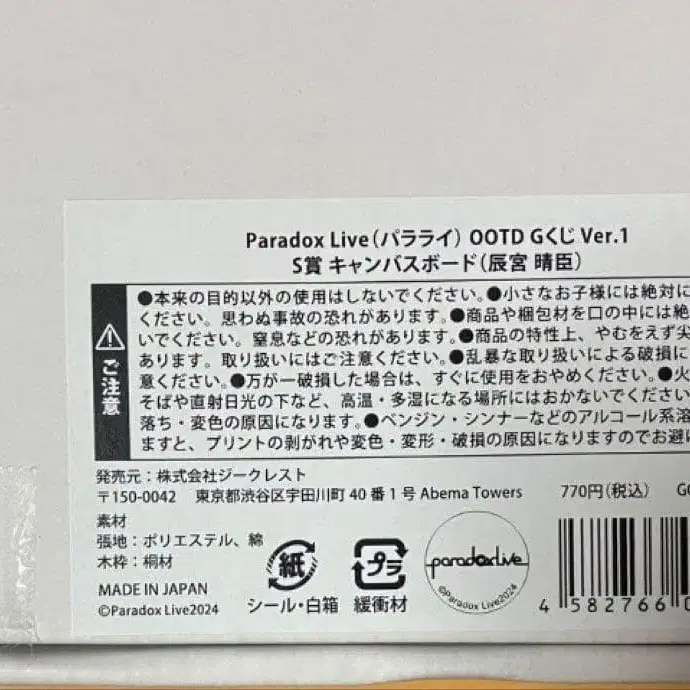 Paradox Live(パラライ) OOTD Gくじ Ver.1
S賞 キャンバスボード(辰宮 晴臣)
ご注意
●本来の目的以外の使用はしないでください。●小さなお子様には絶対に
ください。思わぬ事故の恐れがあります。●商品や梱包材を口の中には絶
いでください。窒息などの恐れがあります。●商品の特性上、やむをえず尖
あります。取り扱いにはご注意ください。●乱暴な取り扱いによる破損に
意ください。●万が一破損した場合は、すぐに使用をおやめください。●火
そばや直射日光の下など、高温・多湿になる場所にはおかないでください
落ち・変色の原因になります。●ベンジン・シンナーなどのアルコール系溶
ますと、プリントの剥がれや変色・変形・破損の原因になりますのでお避け
発売元:株式会社ジークレスト
〒150-0042 東京都渋谷区宇田川町 40 番 1 号 Abema Towers
770円(税込)
素材
張地:ポリエステル、綿
木枠:桐材
MADE IN JAPAN
©Paradox Live2024
紙
シール・白箱
プラ
緩衝材
paradoxlive
©Paradox Live2024
4 582766